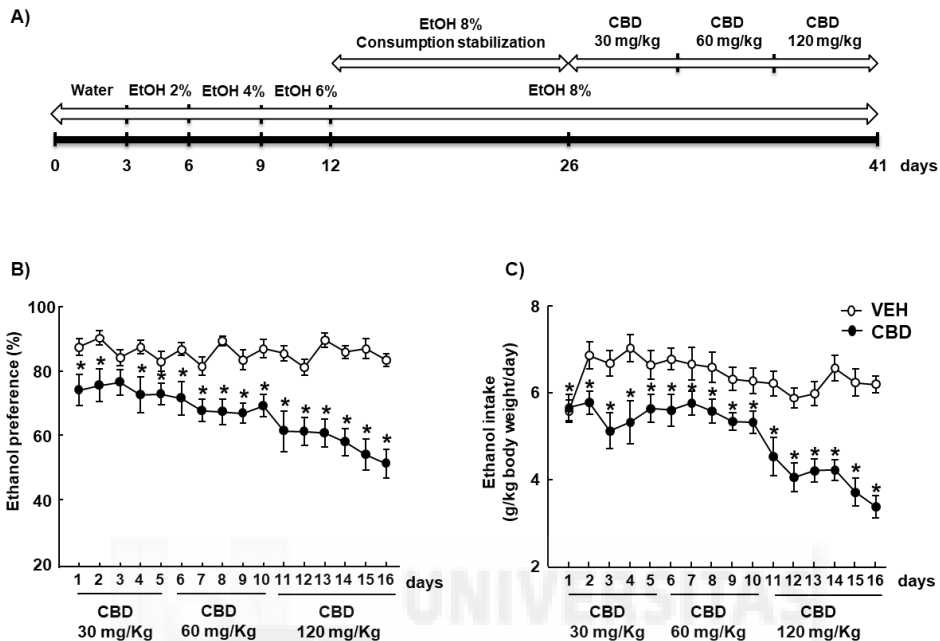 A)
EtOH 8%
Consumption stabilization
CBD
30 mg/kg
CBD
60 mg/kg
CBD
120 mg/kg
Water EtOH 2% EtOH 4% EtOH 6% EtOH 8%
0 3 6 9 12 26 41 days
B)
Ethanol preference (%)
100
80
60
40
20
* * * * * * * * * * * * * * *
1 2 3 4 5 6 7 8 9 10 11 12 13 14 15 16 days
CBD
30 mg/Kg
CBD
60 mg/Kg
CBD
120 mg/Kg
C)
Ethanol intake
(g/kg body weight/day)
8
6
4
2
VEH
CBD
* * * * * * * * * * * * * * * *
1 2 3 4 5 6 7 8 9 10 11 12 13 14 15 16 days
CBD
30 mg/Kg
CBD
60 mg/Kg
CBD
120 mg/Kg
UNIVERSITAS